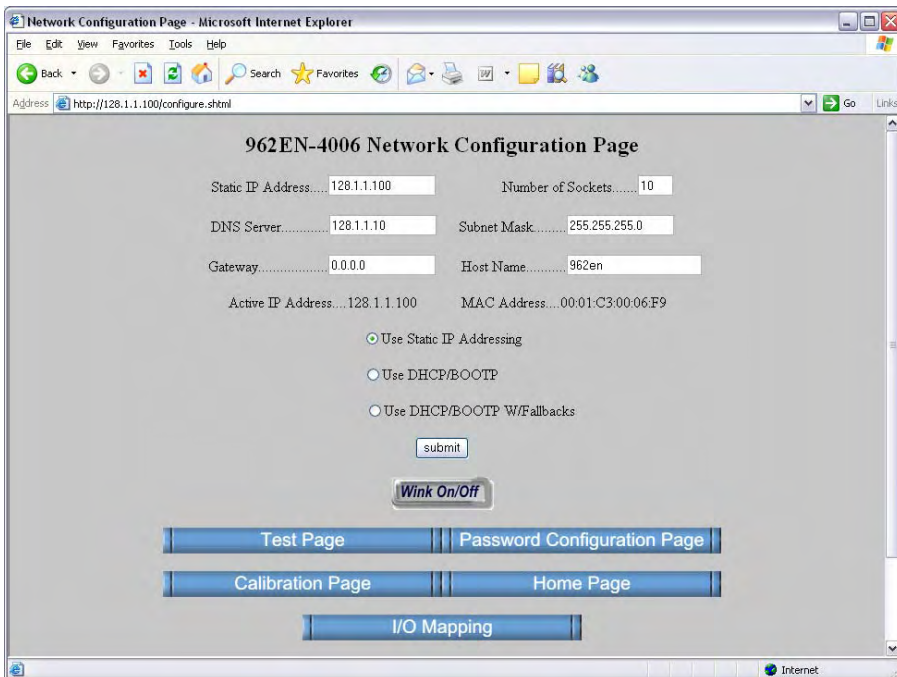 Network Configuration Page - Microsoft Internet Explorer
File Edit View Favorites Tools Help
Back Search Favorites
Address http://128.1.1.100/configure.shtml Go Links
962EN-4006 Network Configuration Page
Static IP Address..... 128.1.1.100 Number of Sockets....... 10
DNS Server............. 128.1.1.10 Subnet Mask......... 255.255.255.0
Gateway................... 0.0.0.0 Host Name........... 962en
Active IP Address....128.1.1.100 MAC Address....00:01:C3:00:06:F9
Use Static IP Addressing
Use DHCP/BOOTP
Use DHCP/BOOTP W/Fallbacks
submit
Wink On/Off
Test Page Password Configuration Page
Calibration Page Home Page
I/O Mapping
Internet